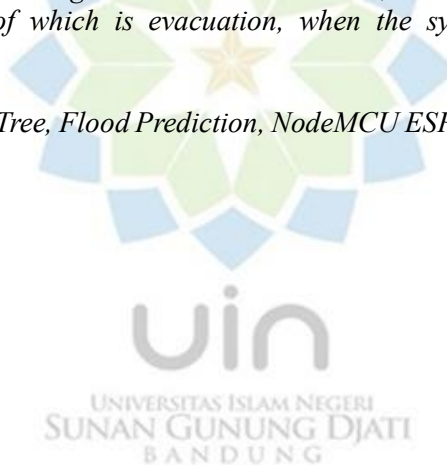 of which is evacuation, when the sy
Tree, Flood Prediction, NodeMCU ESP
uin
UNIVERSITAS ISLAM NEGERI
SUNAN GUNUNG DJATI
BANDUNG